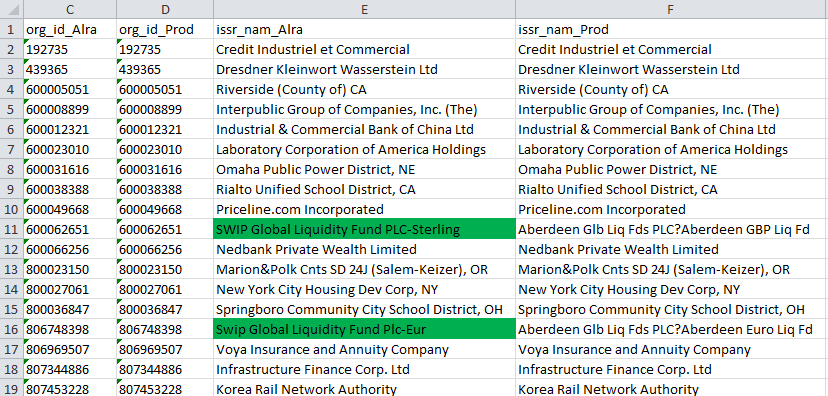 C D E F
1 org_id_Alra org_id_Prod issr_nam_Alra issr_nam_Prod
2 192735 192735 Credit Industriel et Commercial Credit Industriel et Commercial
3 439365 439365 Dresdner Kleinwort Wasserstein Ltd Dresdner Kleinwort Wasserstein Ltd
4 600005051 600005051 Riverside (County of) CA Riverside (County of) CA
5 600008899 600008899 Interpublic Group of Companies, Inc. (The) Interpublic Group of Companies, Inc. (The)
6 600012321 600012321 Industrial & Commercial Bank of China Ltd Industrial & Commercial Bank of China Ltd
7 600023010 600023010 Laboratory Corporation of America Holdings Laboratory Corporation of America Holdings
8 600031616 600031616 Omaha Public Power District, NE Omaha Public Power District, NE
9 600038388 600038388 Rialto Unified School District, CA Rialto Unified School District, CA
10 600049668 600049668 Priceline.com Incorporated Priceline.com Incorporated
11 600062651 600062651 SWIP Global Liquidity Fund PLC-Sterling Aberdeen Glb Liq Fds PLC?Aberdeen GBP Liq Fd
12 600066256 600066256 Nedbank Private Wealth Limited Nedbank Private Wealth Limited
13 800023150 800023150 Marion&Polk Cnts SD 24J (Salem-Keizer), OR Marion&Polk Cnts SD 24J (Salem-Keizer), OR
14 800027061 800027061 New York City Housing Dev Corp, NY New York City Housing Dev Corp, NY
15 800036847 800036847 Springboro Community City School District, OH Springboro Community City School District, OH
16 806748398 806748398 Swip Global Liquidity Fund Plc-Eur Aberdeen Glb Liq Fds PLC?Aberdeen Euro Liq Fd
17 806969507 806969507 Voya Insurance and Annuity Company Voya Insurance and Annuity Company
18 807344886 807344886 Infrastructure Finance Corp. Ltd Infrastructure Finance Corp. Ltd
19 807453228 807453228 Korea Rail Network Authority Korea Rail Network Authority